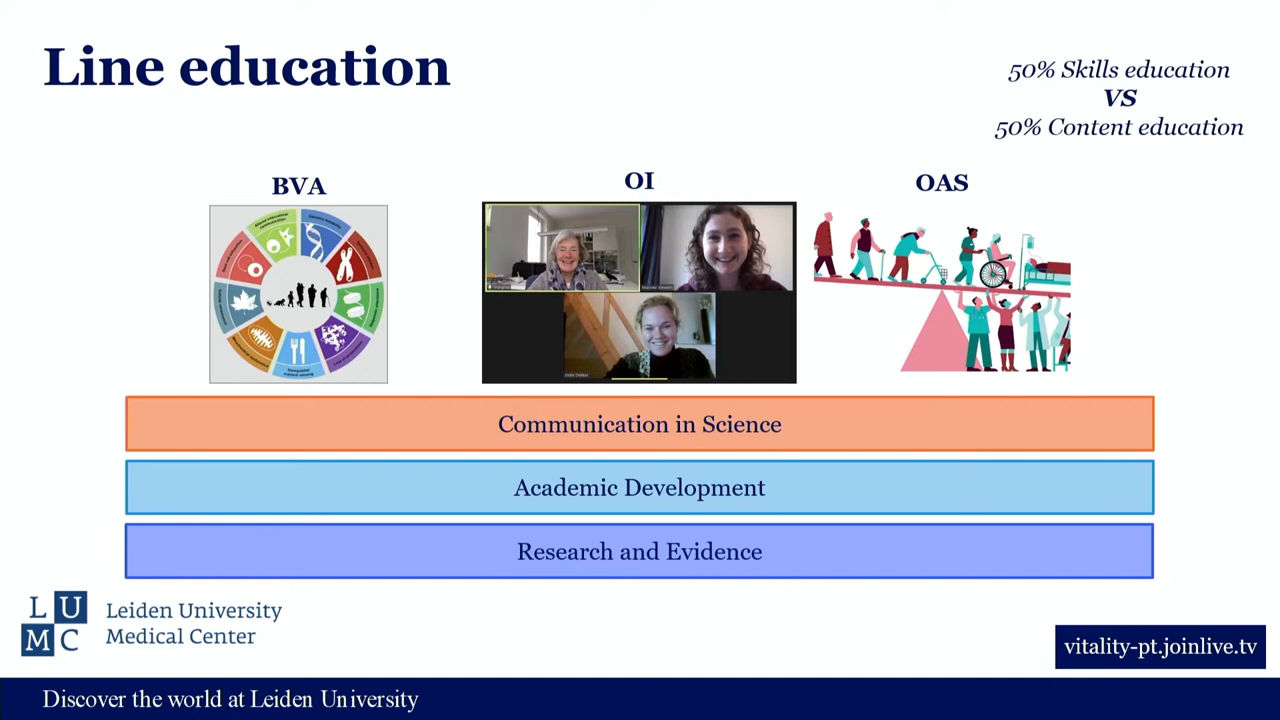 Line education
50% Skills education
VS
50% Content education
BVA
OI
OAS
Communication in Science
Academic Development
Research and Evidence
L U
M C
Leiden University
Medical Center
vitality-pt.joinlive.tv
Discover the world at Leiden University